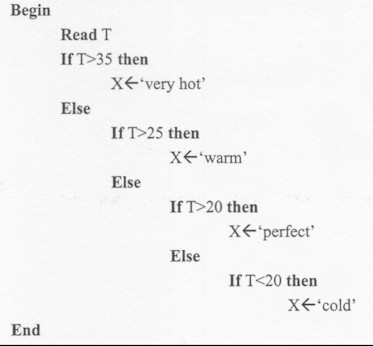 Begin
Read T
If T>35 then
X←‘very hot’
Else
If T>25 then
X←‘warm’
Else
If T>20 then
X←‘perfect’
Else
If T<20 then
X←‘cold’
End